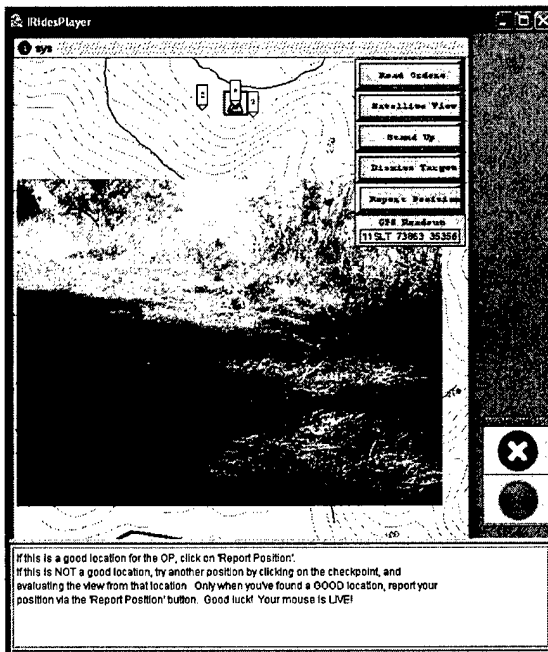 iRidesPlayer
sys
Read Orders
Satellite View
Stand Up
Dismiss Target
Report Position
GPS Readout
11SLT 73863 35356
If this is a good location for the OP, click on 'Report Position'.
If this is NOT a good location, try another position by clicking on the checkpoint, and
evaluating the view from that location. Only when you've found a GOOD location, report your
position via the 'Report Position' button. Good luck! Your mouse is LIVE!